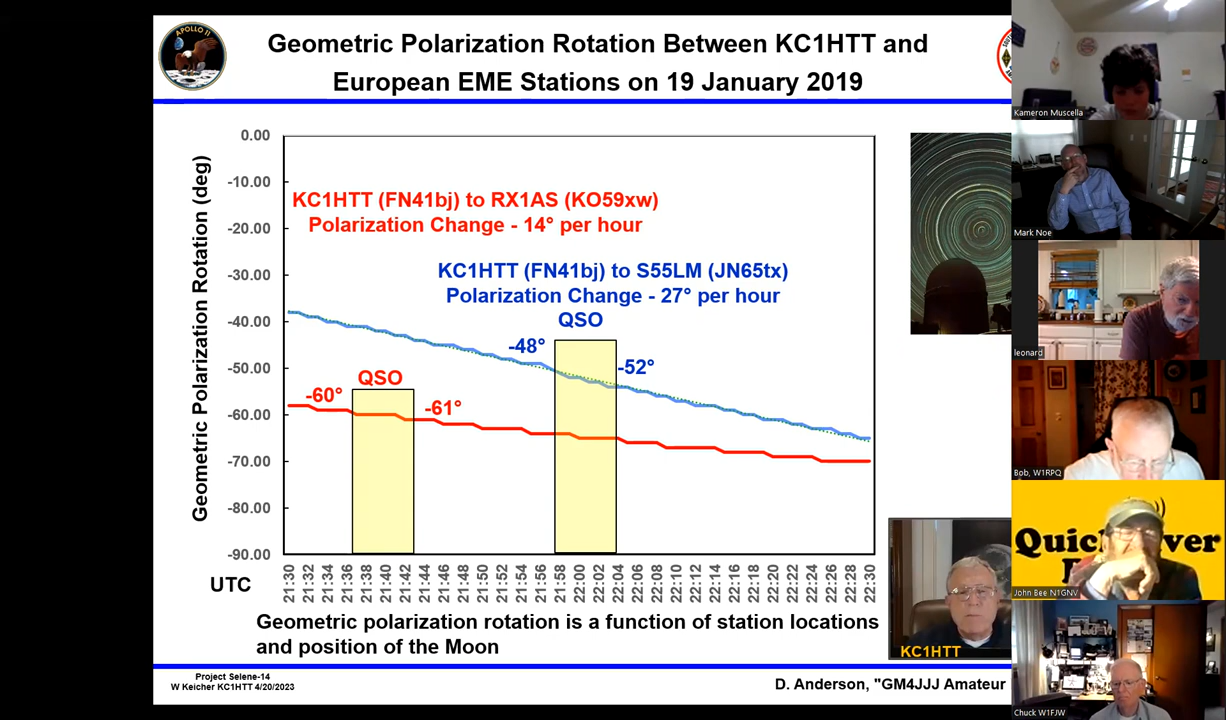 APOLLO 11
Geometric Polarization Rotation Between KC1HTT and
European EME Stations on 19 January 2019
Geometric Polarization Rotation (deg)
0.00
-10.00
-20.00
-30.00
-40.00
-50.00
-60.00
-70.00
-80.00
-90.00
KC1HTT (FN41bj) to RX1AS (KO59xw)
Polarization Change - 14° per hour
KC1HTT (FN41bj) to S55LM (JN65tx)
Polarization Change - 27° per hour
QSO
-48°
-52°
QSO
-60°
-61°
UTC
21:30 21:32 21:34 21:36 21:38 21:40 21:42 21:44 21:46 21:48 21:50 21:52 21:54 21:56 21:58 22:00 22:02 22:04 22:06 22:08 22:10 22:12 22:14 22:16 22:18 22:20 22:22 22:24 22:26 22:28 22:30
Geometric polarization rotation is a function of station locations
and position of the Moon
Project Selene-14
W Keicher KC1HTT 4/20/2023
D. Anderson, "GM4JJJ Amateur
KC1HTT
Kameron Muscella
Mark Noe
leonard
Bob, W1RPQ
John Bee N1GNV
Chuck W1FJW